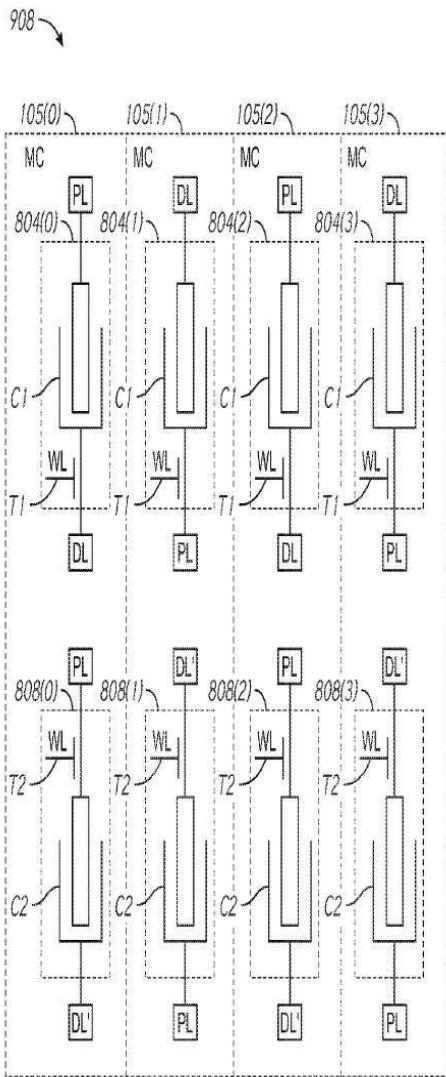 908
105(0) 105(1) 105(2) 105(3)
MC MC MC MC
PL DL PL DL
804(0) 804(1) 804(2) 804(3)
C1 C1 C1 C1
WL WL WL WL
T1 T1 T1 T1
DL PL DL PL
PL DL' PL DL'
808(0) 808(1) 808(2) 808(3)
WL WL WL WL
T2 T2 T2 T2
C2 C2 C2 C2
DL' PL DL' PL